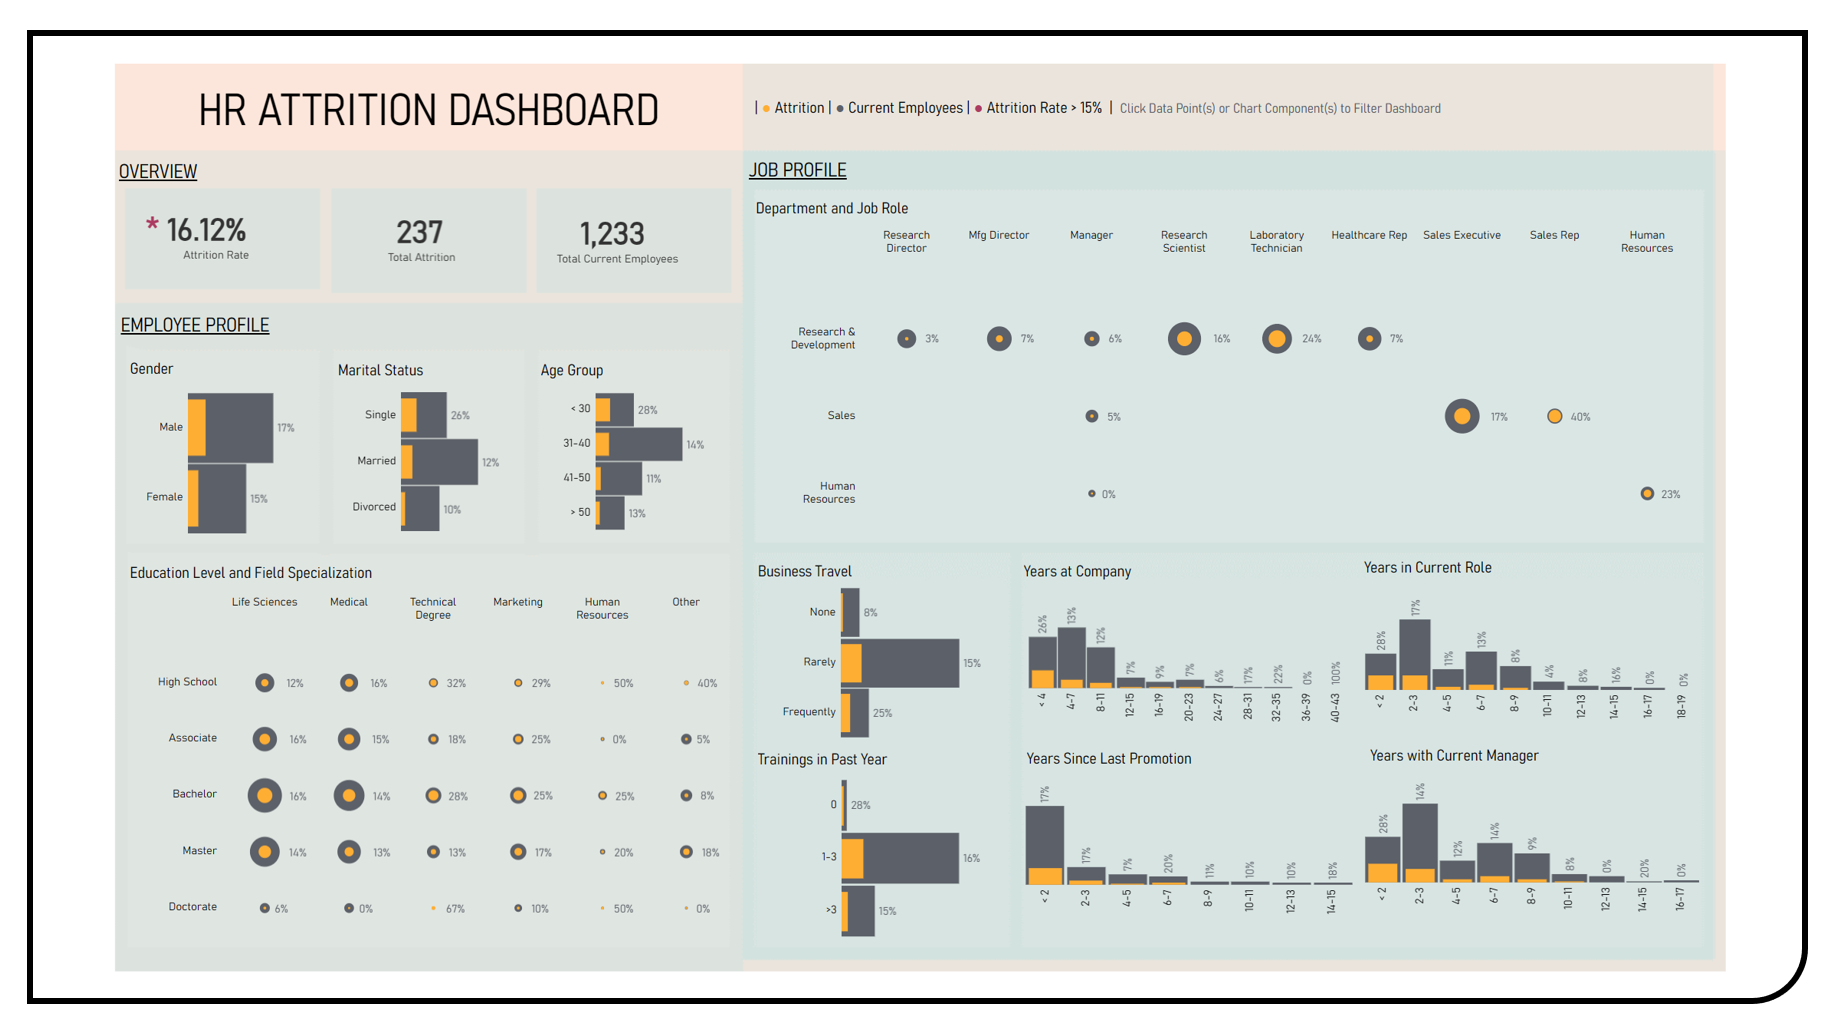 HR ATTRITION DASHBOARD
| ● Attrition | ● Current Employees | ● Attrition Rate > 15% | Click Data Point(s) or Chart Component(s) to Filter Dashboard
OVERVIEW
* 16.12%
Attrition Rate
237
Total Attrition
1,233
Total Current Employees
EMPLOYEE PROFILE
Gender
Male 17%
Female 15%
Marital Status
Single 26%
Married 12%
Divorced 10%
Age Group
< 30 28%
31-40 14%
41-50 11%
> 50 13%
Education Level and Field Specialization
Life Sciences Medical Technical Degree Marketing Human Resources Other
High School 12% 16% 32% 29% 50% 40%
Associate 16% 15% 18% 25% 0% 5%
Bachelor 16% 14% 28% 25% 25% 8%
Master 14% 13% 13% 17% 20% 18%
Doctorate 6% 0% 67% 10% 50% 0%
JOB PROFILE
Department and Job Role
Research Director Mfg Director Manager Research Scientist Laboratory Technician Healthcare Rep Sales Executive Sales Rep Human Resources
Research & Development 3% 7% 6% 16% 24% 7%
Sales 5% 17% 40%
Human Resources 0% 23%
Business Travel
None 8%
Rarely 15%
Frequently 25%
Trainings in Past Year
0 28%
1-3 16%
>3 15%
Years at Company
26% 13% 12% 7% 9% 7% 6% 17% 22% 0% 100%
< 4 4-7 8-11 12-15 16-19 20-23 24-27 28-31 32-35 36-39 40-43
Years in Current Role
28% 17% 11% 13% 8% 4% 8% 16% 0% 0%
< 2 2-3 4-5 6-7 8-9 10-11 12-13 14-15 16-17 18-19
Years Since Last Promotion
17% 17% 7% 20% 11% 10% 10% 18%
< 2 2-3 4-5 6-7 8-9 10-11 12-13 14-15
Years with Current Manager
28% 14% 12% 14% 9% 8% 0% 20% 0%
< 2 2-3 4-5 6-7 8-9 10-11 12-13 14-15 16-17